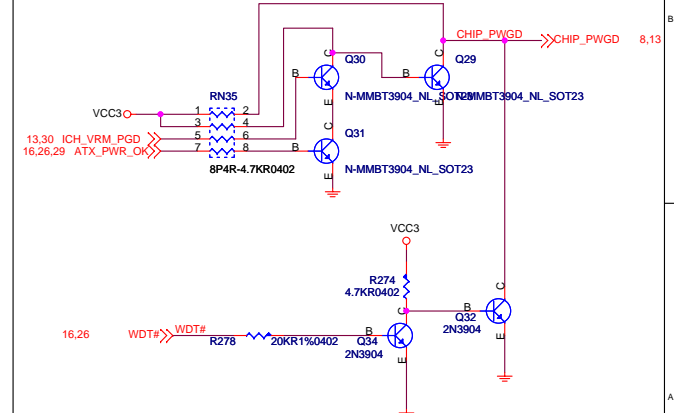 B
CHIP_PWGD
CHIP_PWGD 8,13
C
Q30
C
Q29
B
B
RN35
N-MMBT3904_NL_SOT23
N-MMBT3904_NL_SOT23
E
E
VCC3
1 2
3 4
C
Q31
13,30 ICH_VRM_PGD
5 6
16,26,29 ATX_PWR_OK
7 8
B
8P4R-4.7KR0402
N-MMBT3904_NL_SOT23
E
VCC3
R274
4.7KR0402
C
C
B
Q32
2N3904
16,26
WDT#
WDT#
R278
20KR1%0402
B
Q34
2N3904
E
E
A